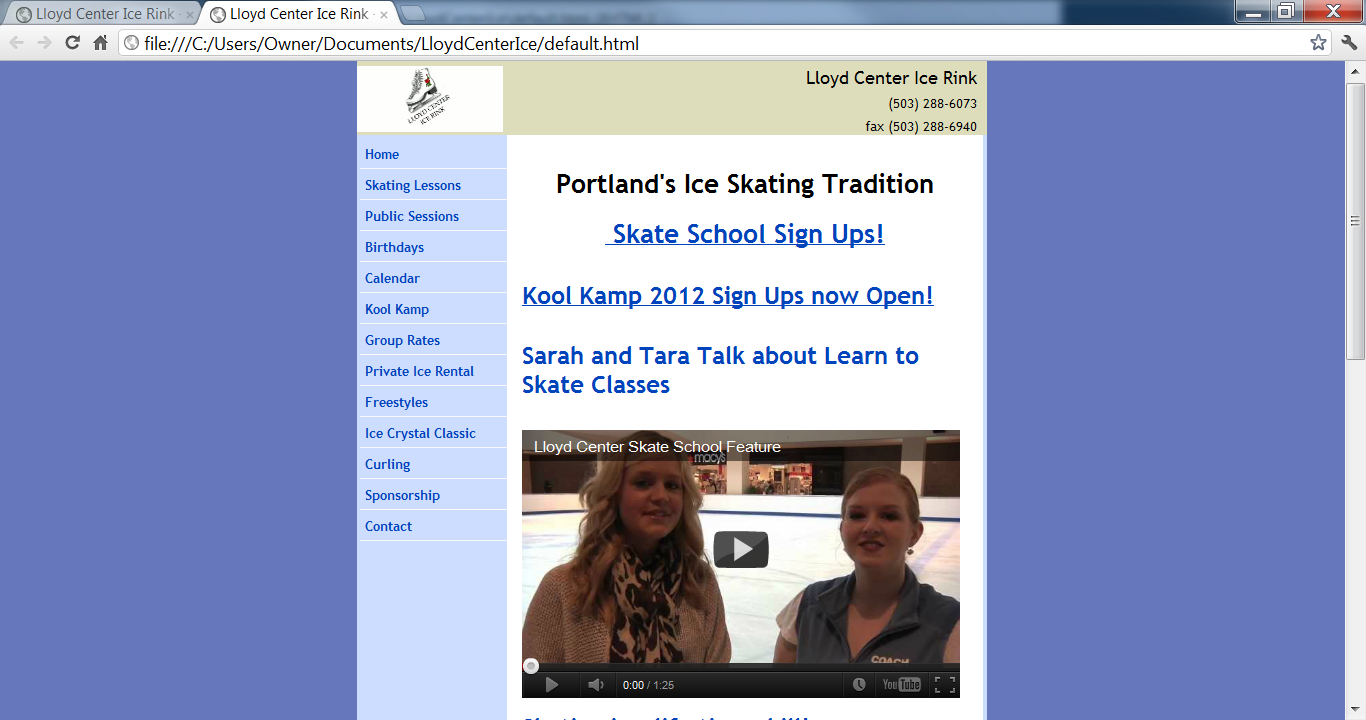 Lloyd Center Ice Rink -
Lloyd Center Ice Rink -
file:///C:/Users/Owner/Documents/LloydCenterIce/default.html
LLOYD CENTER
ICE RINK
Lloyd Center Ice Rink
(503) 288-6073
fax (503) 288-6940
Home
Skating Lessons
Public Sessions
Birthdays
Calendar
Kool Kamp
Group Rates
Private Ice Rental
Freestyles
Ice Crystal Classic
Curling
Sponsorship
Contact
Portland's Ice Skating Tradition
Skate School Sign Ups!
Kool Kamp 2012 Sign Ups now Open!
Sarah and Tara Talk about Learn to
Skate Classes
Lloyd Center Skate School Feature
macys
COACH
0:00 / 1:25
YouTube